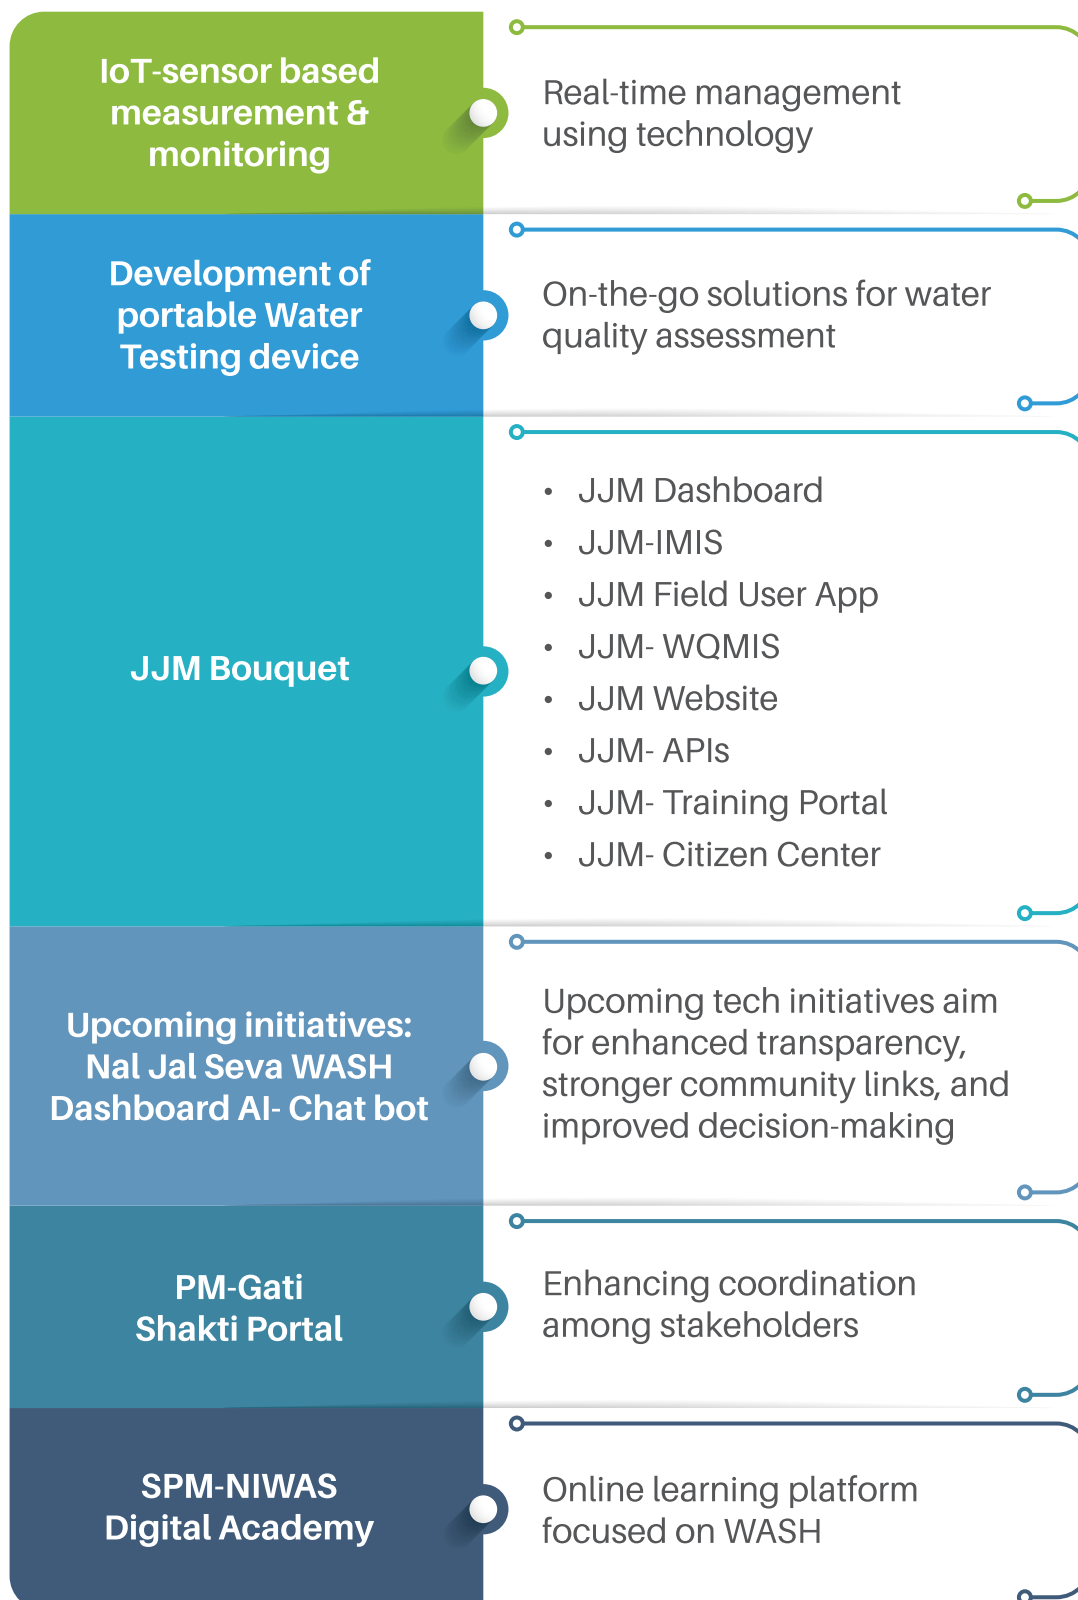 IoT-sensor based
measurement &
monitoring
Real-time management
using technology
Development of
portable Water
Testing device
On-the-go solutions for water
quality assessment
JJM Bouquet
• JJM Dashboard
• JJM-IMIS
• JJM Field User App
• JJM- WQMIS
• JJM Website
• JJM- APIs
• JJM- Training Portal
• JJM- Citizen Center
Upcoming initiatives:
Nal Jal Seva WASH
Dashboard AI- Chat bot
Upcoming tech initiatives aim
for enhanced transparency,
stronger community links, and
improved decision-making
PM-Gati
Shakti Portal
Enhancing coordination
among stakeholders
SPM-NIWAS
Digital Academy
Online learning platform
focused on WASH